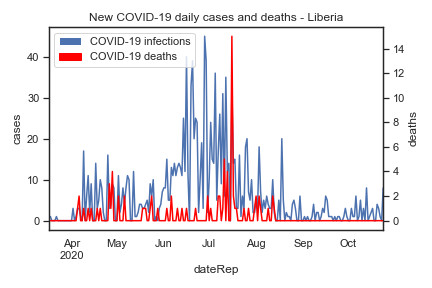 New COVID-19 daily cases and deaths - Liberia
COVID-19 infections
COVID-19 deaths
40
30
20
10
0
cases
14
12
10
8
6
4
2
0
deaths
Apr May Jun Jul Aug Sep Oct
2020
dateRep